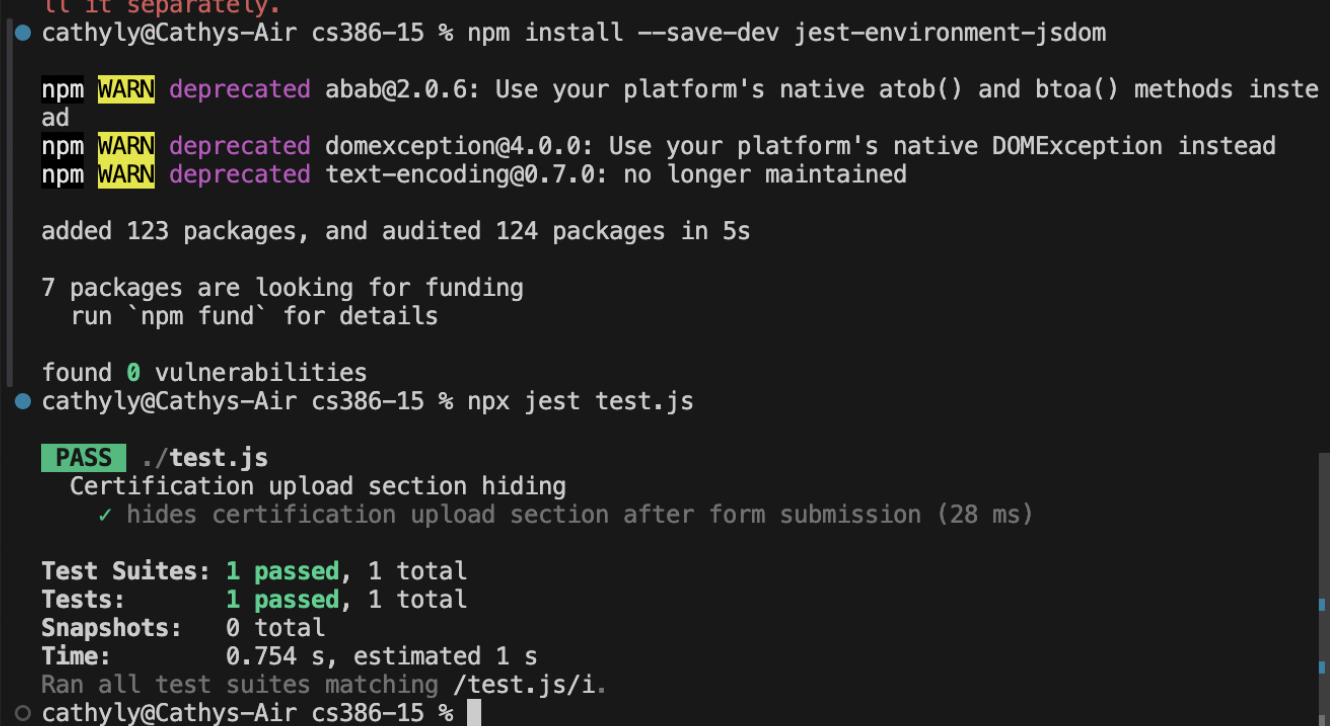 ll it separately.
cathyly@Cathys-Air cs386-15 % npm install --save-dev jest-environment-jsdom
npm WARN deprecated abab@2.0.6: Use your platform's native atob() and btoa() methods inste
ad
npm WARN deprecated domexception@4.0.0: Use your platform's native DOMException instead
npm WARN deprecated text-encoding@0.7.0: no longer maintained
added 123 packages, and audited 124 packages in 5s
7 packages are looking for funding
  run `npm fund` for details
found 0 vulnerabilities
cathyly@Cathys-Air cs386-15 % npx jest test.js
PASS ./test.js
  Certification upload section hiding
    ✓ hides certification upload section after form submission (28 ms)
Test Suites: 1 passed, 1 total
Tests:       1 passed, 1 total
Snapshots:   0 total
Time:        0.754 s, estimated 1 s
Ran all test suites matching /test.js/i.
cathyly@Cathys-Air cs386-15 %